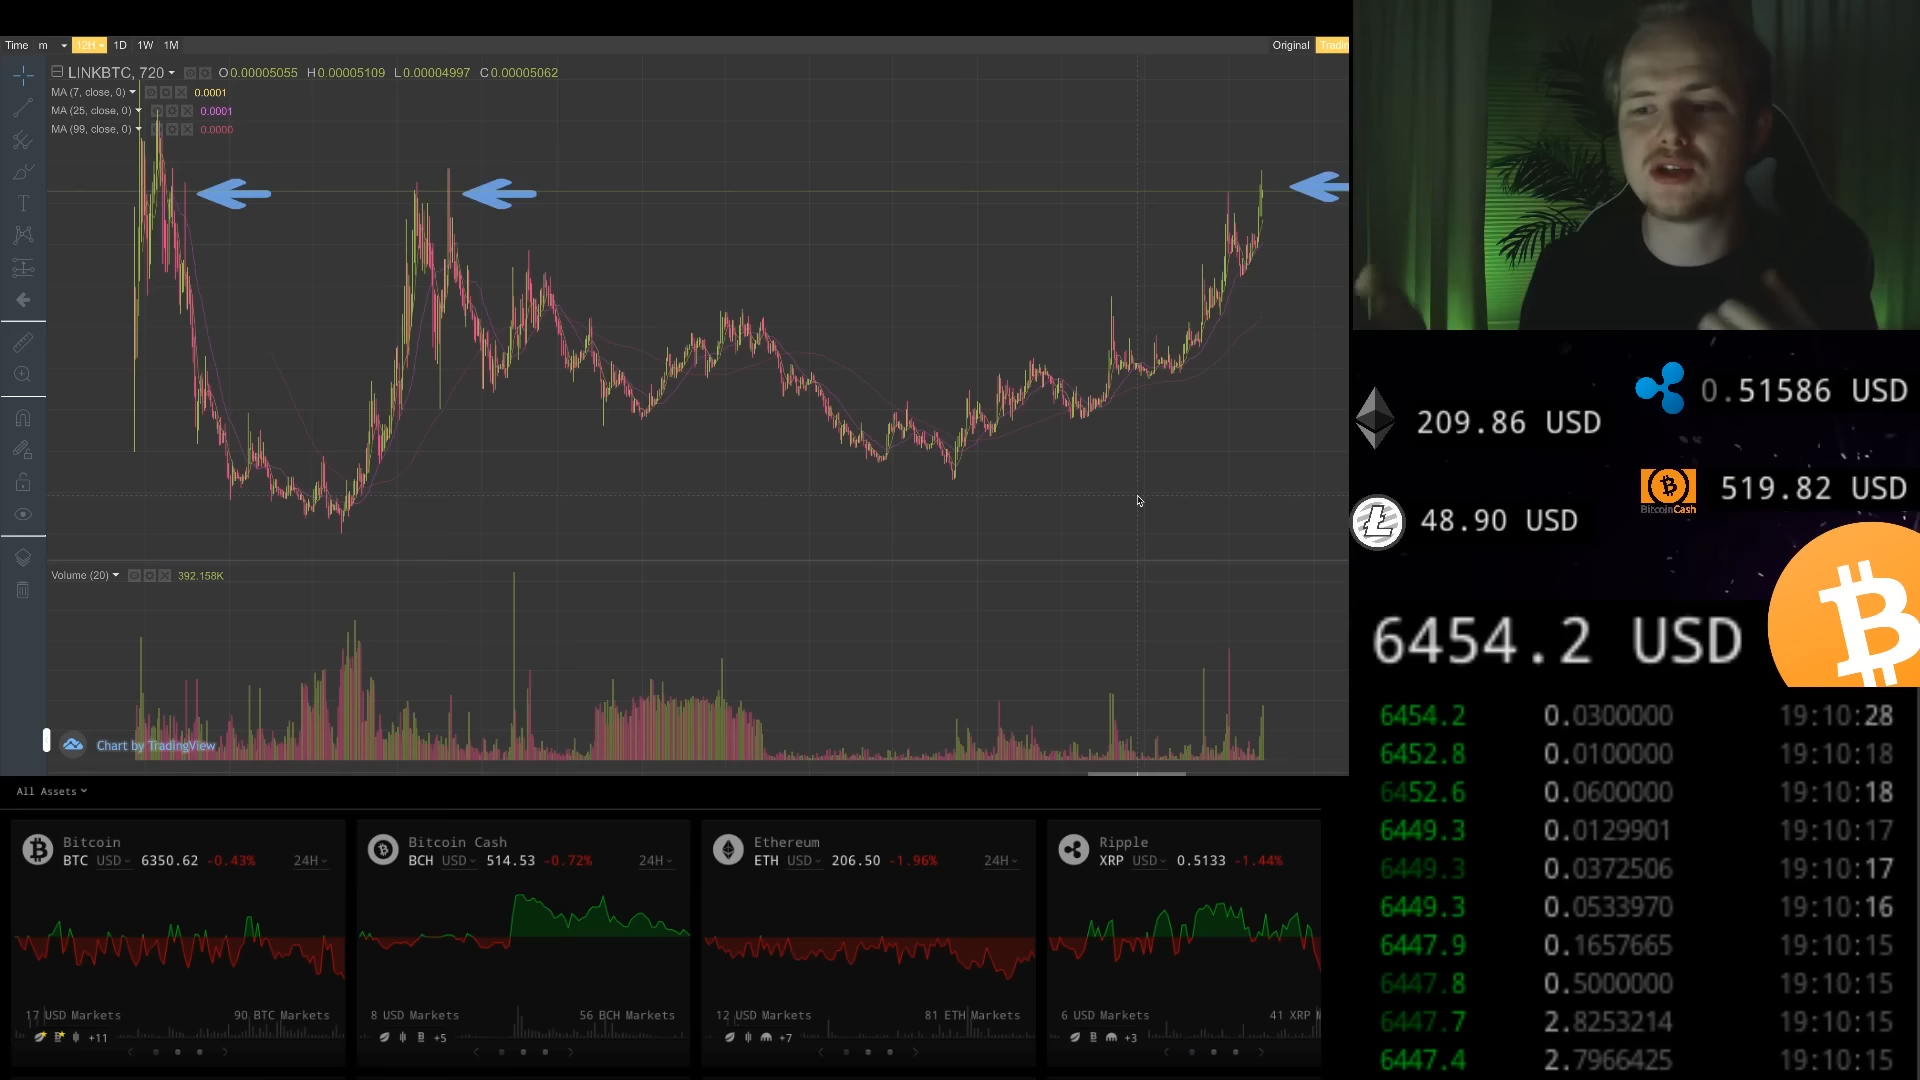 Time m 12H 1D 1W 1M Original
LINKBTC, 720 O0.00005055 H0.00005109 L0.00004997 C0.00005062
MA (7, close, 0) 0.0001
MA (25, close, 0) 0.0001
MA (99, close, 0) 0.0000
T
Volume (20) 392.158K
Chart by TradingView
0.51586 USD
209.86 USD
519.82 USD
BitcoinCash
48.90 USD
6454.2 USD
6454.2 0.0300000 19:10:28
6452.8 0.0100000 19:10:18
6452.6 0.0600000 19:10:18
6449.3 0.0129901 19:10:17
6449.3 0.0372506 19:10:17
6449.3 0.0533970 19:10:16
6447.9 0.1657665 19:10:15
6447.8 0.5000000 19:10:15
6447.7 2.8253214 19:10:15
6447.4 2.7966425 19:10:15
All Assets
Bitcoin
BTC USD 6350.62 -0.43% 24H
17 USD Markets 90 BTC Markets
+11
Bitcoin Cash
BCH USD 514.53 -0.72% 24H
8 USD Markets 56 BCH Markets
+5
Ethereum
ETH USD 206.50 -1.96% 24H
12 USD Markets 81 ETH Markets
+7
Ripple
XRP USD 0.5133 -1.44%
6 USD Markets 41 XRP
+3